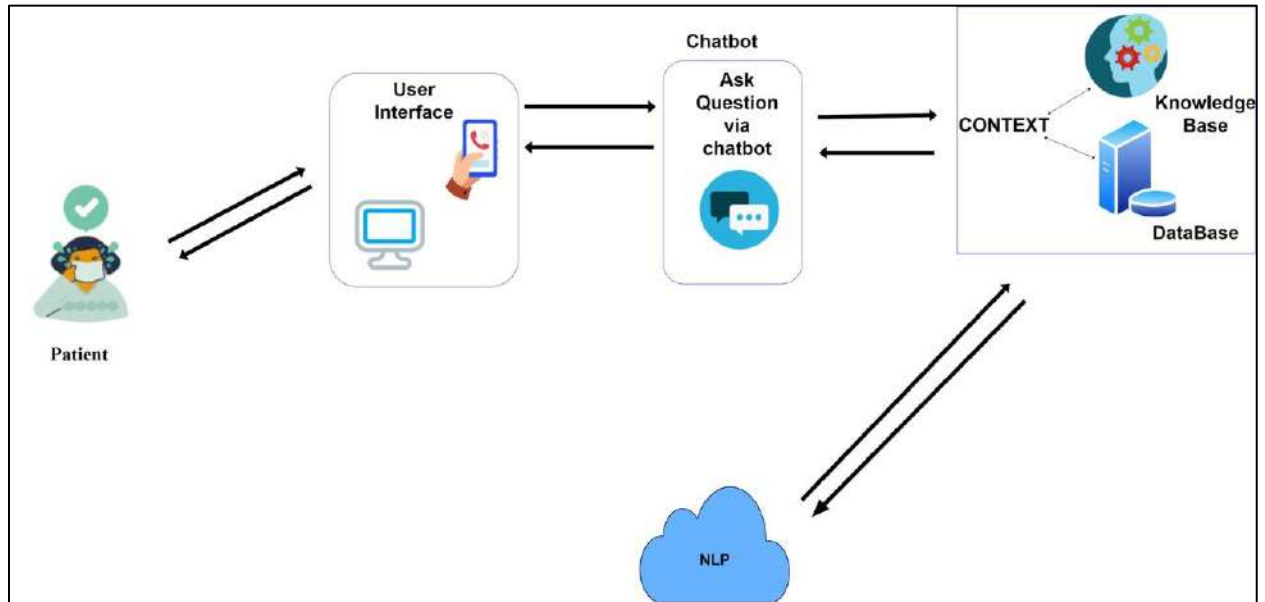 Patient
User
Interface
Chatbot
Ask
Question
via
chatbot
CONTEXT
Knowledge
Base
DataBase
NLP